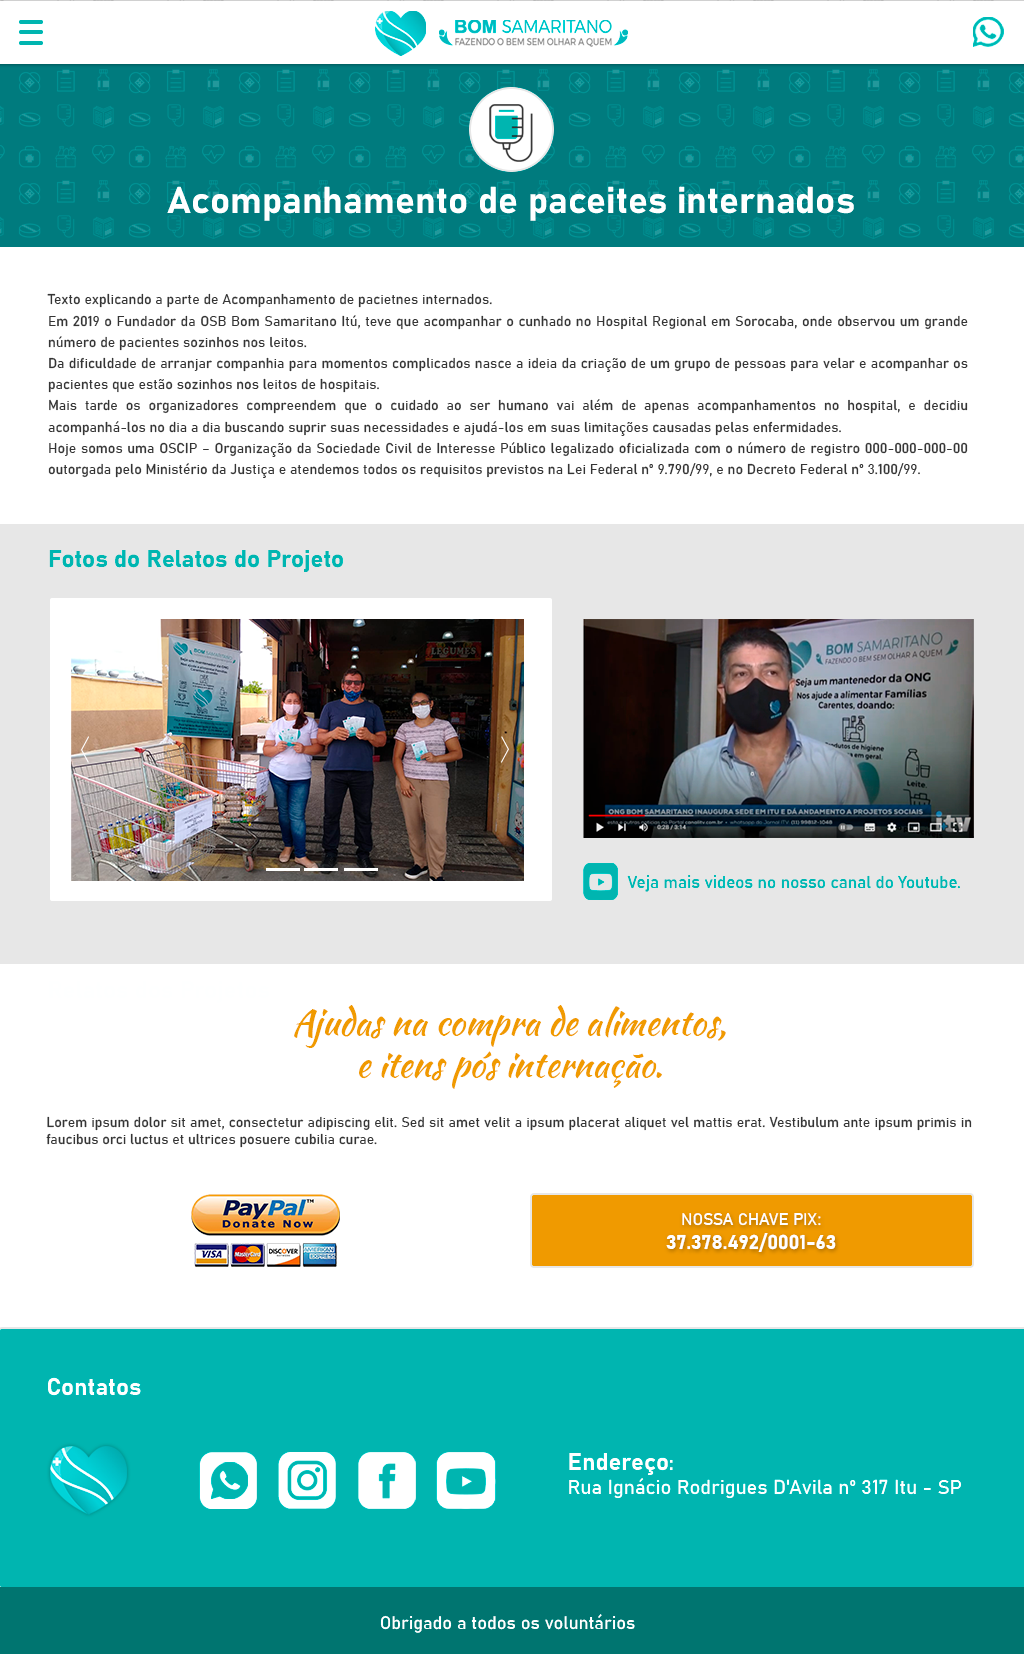 BOM SAMARITANO
FAZENDO O BEM SEM OLHAR A QUEM
Acompanhamento de paceites internados
Texto explicando a parte de Acompanhamento de pacietnes internados.
Em 2019 o Fundador da OSB Bom Samaritano Itú, teve que acompanhar o cunhado no Hospital Regional em Sorocaba, onde observou um grande
número de pacientes sozinhos nos leitos.
Da dificuldade de arranjar companhia para momentos complicados nasce a ideia da criação de um grupo de pessoas para velar e acompanhar os
pacientes que estão sozinhos nos leitos de hospitais.
Mais tarde os organizadores compreendem que o cuidado ao ser humano vai além de apenas acompanhamentos no hospital, e decidiu
acompanhá-los no dia a dia buscando suprir suas necessidades e ajudá-los em suas limitações causadas pelas enfermidades.
Hoje somos uma OSCIP – Organização da Sociedade Civil de Interesse Público legalizado oficializada com o número de registro 000-000-000-00
outorgada pelo Ministério da Justiça e atendemos todos os requisitos previstos na Lei Federal nº 9.790/99, e no Decreto Federal nº 3.100/99.
Fotos do Relatos do Projeto
LEGUMES
BOM SAMARITANO
Seja um mantenedor da ONG
BOM SAMARITANO
FAZENDO O BEM SEM OLHAR A QUEM
Seja um mantenedor da ONG
Nos ajude a alimentar Famílias
Carentes, doando:
Produtos de higiene
em geral.
Leite
ONG BOM SAMARITANO INAUGURA SEDE EM ITU E DÁ ANDAMENTO A PROJETOS SOCIAIS
itv
0:28 / 3:14
Veja mais videos no nosso canal do Youtube.
Ajudas na compra de alimentos,
e itens pós internação.
Lorem ipsum dolor sit amet, consectetur adipiscing elit. Sed sit amet velit a ipsum placerat aliquet vel mattis erat. Vestibulum ante ipsum primis in
faucibus orci luctus et ultrices posuere cubilia curae.
PayPal™
Donate Now
VISA MasterCard DISCOVER AMERICAN EXPRESS
NOSSA CHAVE PIX:
37.378.492/0001-63
Contatos
Endereço:
Rua Ignácio Rodrigues D'Avila nº 317 Itu - SP
Obrigado a todos os voluntários